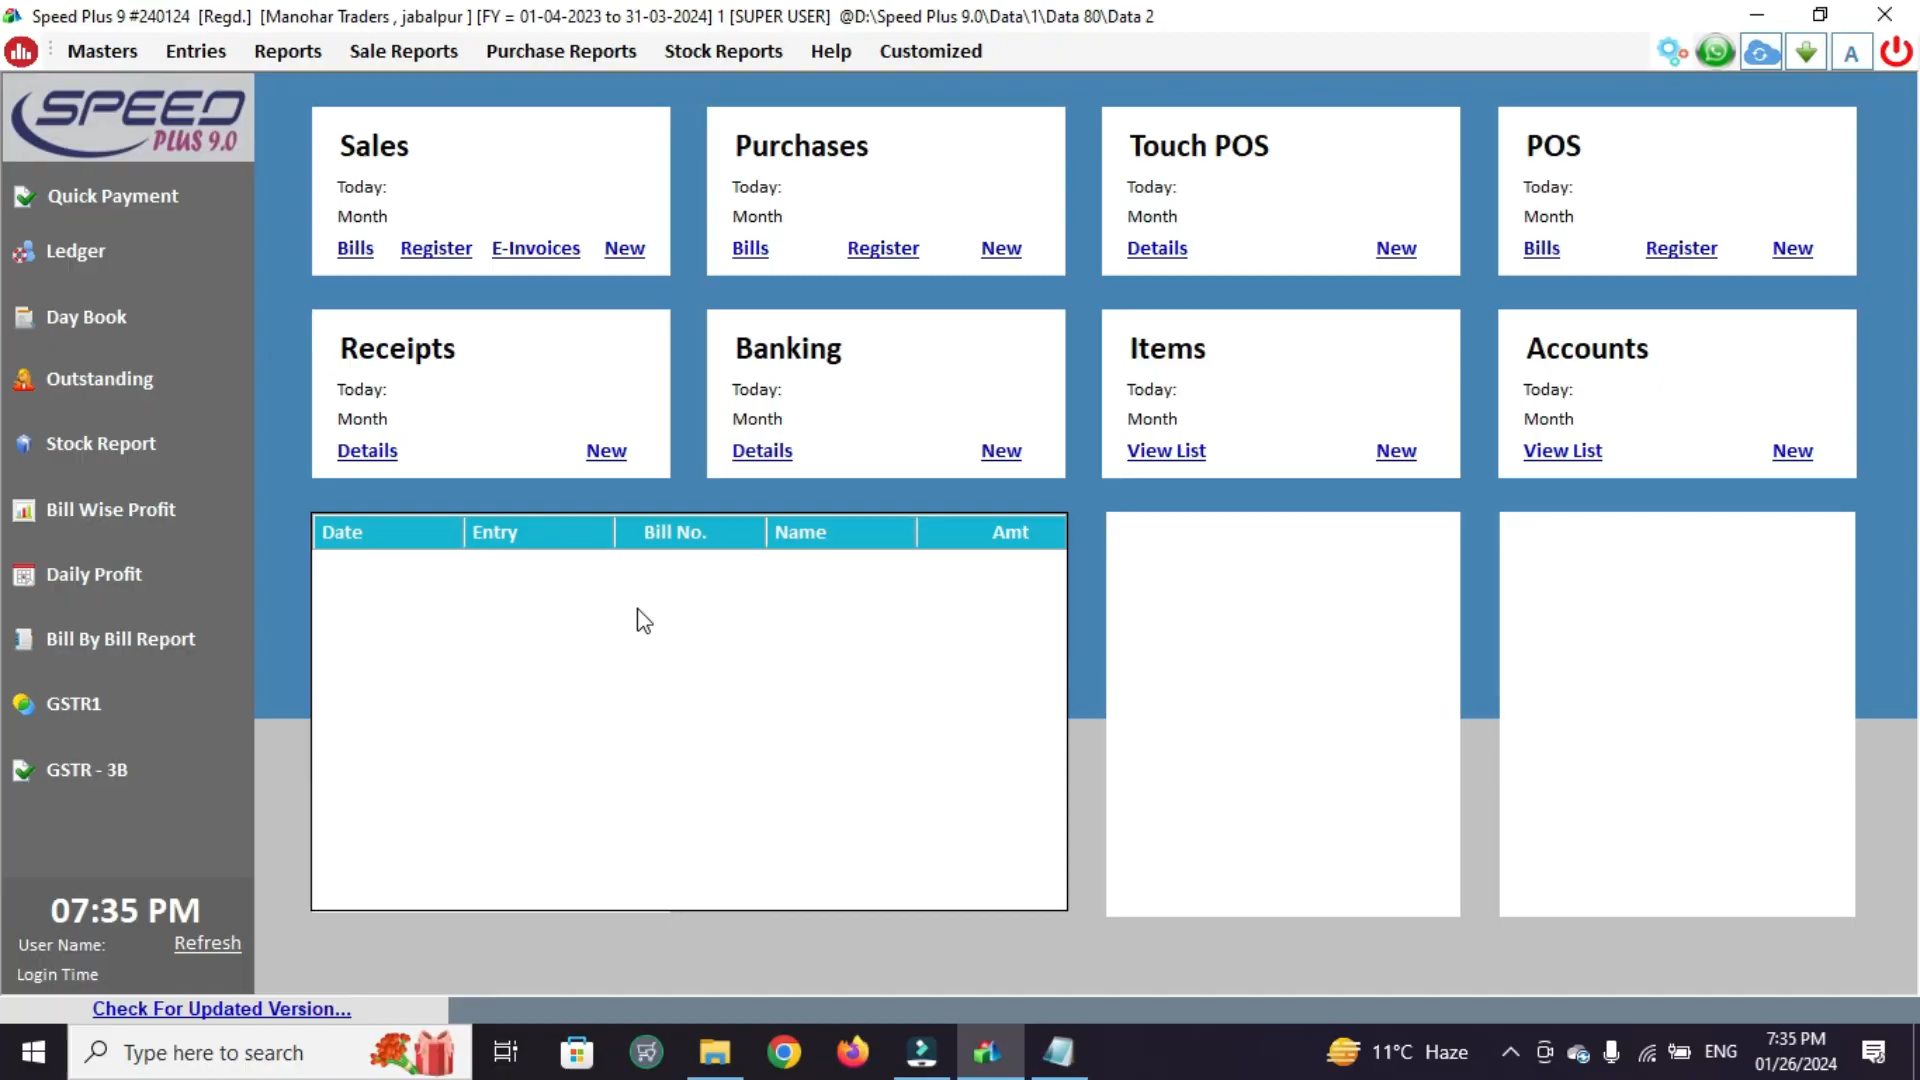 Speed Plus 9 #240124 [Regd.] [Manohar Traders , jabalpur ] [FY = 01-04-2023 to 31-03-2024] 1 [SUPER USER] @D:\Speed Plus 9.0\Data\1\Data 80\Data 2
Masters Entries Reports Sale Reports Purchase Reports Stock Reports Help Customized
A
SPEED
PLUS 9.0
Quick Payment
Ledger
Day Book
Outstanding
Stock Report
Bill Wise Profit
Daily Profit
Bill By Bill Report
GSTR1
GSTR - 3B
07:35 PM
User Name: Refresh
Login Time
Check For Updated Version...
Sales
Today:
Month
Bills Register E-Invoices New
Purchases
Today:
Month
Bills Register New
Touch POS
Today:
Month
Details New
POS
Today:
Month
Bills Register New
Receipts
Today:
Month
Details New
Banking
Today:
Month
Details New
Items
Today:
Month
View List New
Accounts
Today:
Month
View List New
Date Entry Bill No. Name Amt
Type here to search
11°C Haze
ENG
7:35 PM
01/26/2024